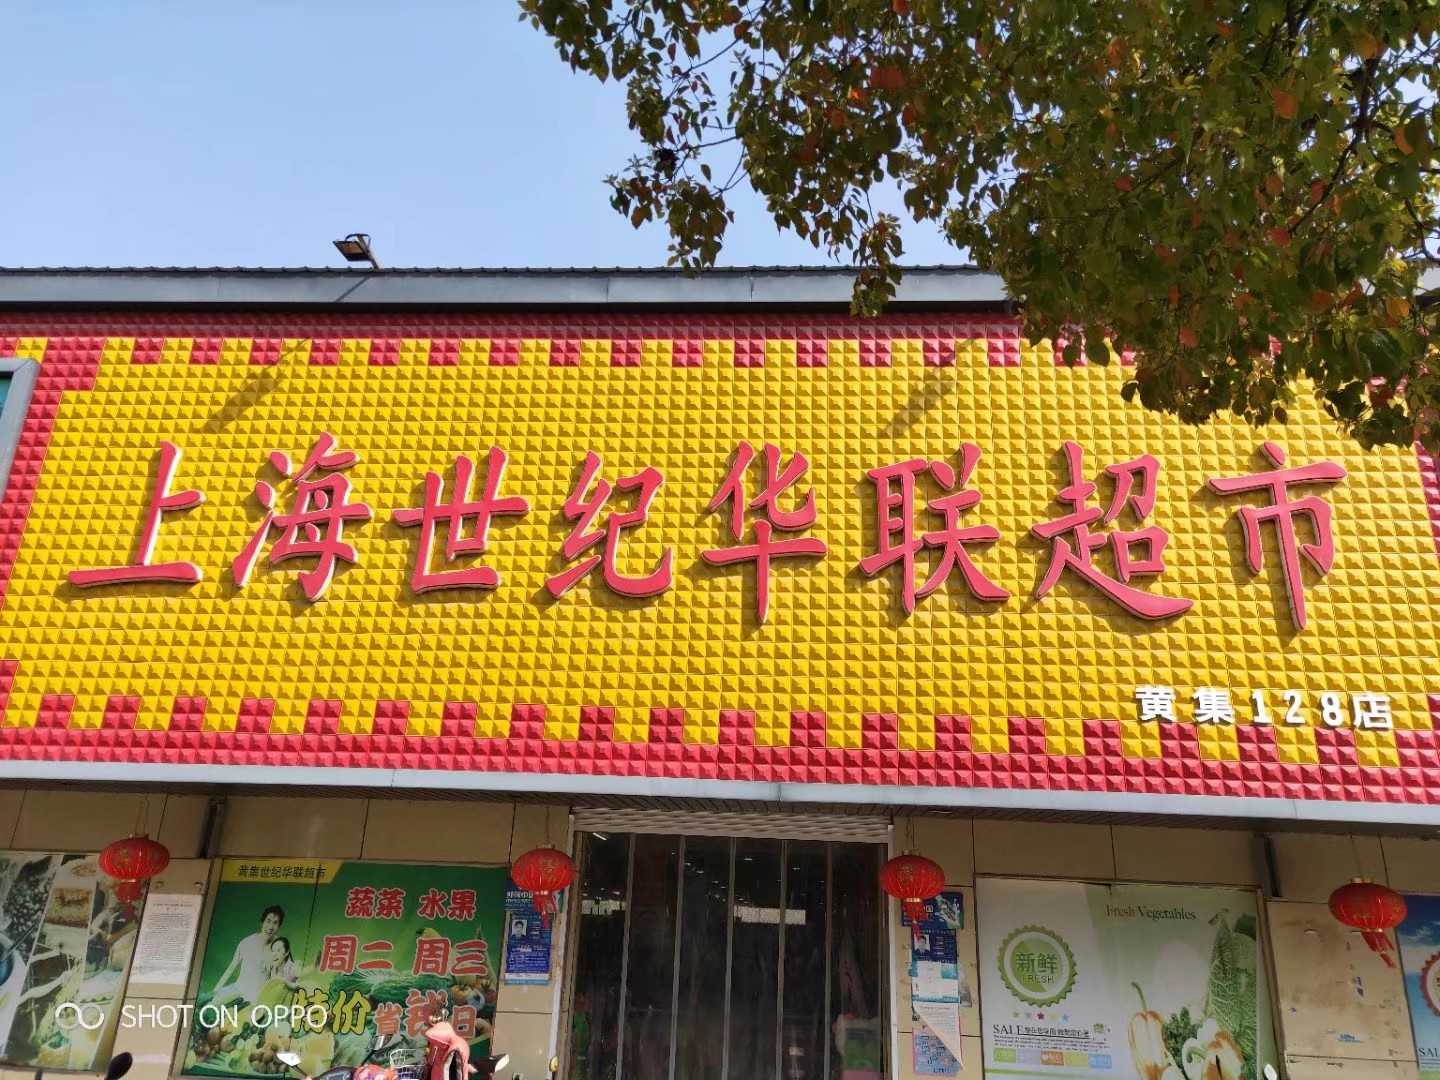 上海世纪华联超市
黄集128店
黄集世纪华联超市
蔬菜 水果
周二 周三
特价省钱日
Fresh Vegetables
新鲜
FRESH
SALE
SHOT ON OPPO